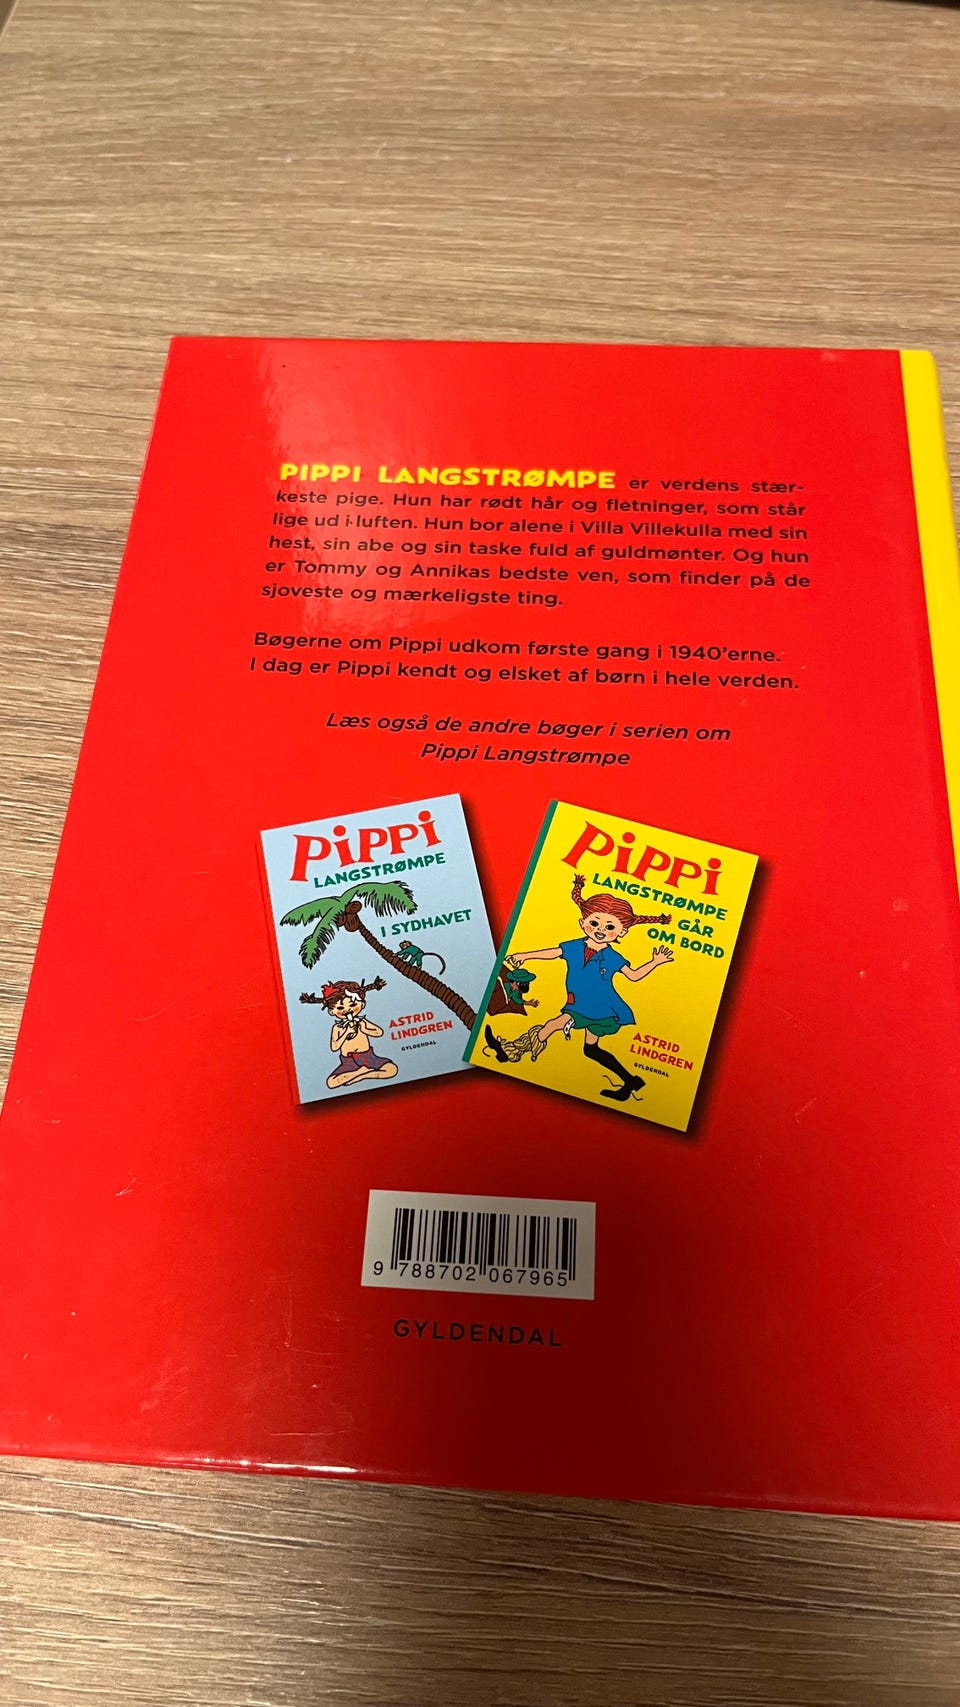 PIPPI LANGSTRØMPE er verdens stær-
keste pige. Hun har rødt hår og fletninger, som står
lige ud i luften. Hun bor alene i Villa Villekulla med sin
hest, sin abe og sin taske fuld af guldmønter. Og hun
er Tommy og Annikas bedste ven, som finder på de
sjoveste og mærkeligste ting.
Bøgerne om Pippi udkom første gang i 1940'erne.
I dag er Pippi kendt og elsket af børn i hele verden.
Læs også de andre bøger i serien om
Pippi Langstrømpe
PiPPi
LANGSTRØMPE
I SYDHAVET
ASTRID
LINDGREN
GYLDENDAL
PiPPi
LANGSTRØMPE
GÅR
OM BORD
ASTRID
LINDGREN
GYLDENDAL
9 788702 067965
GYLDENDAL